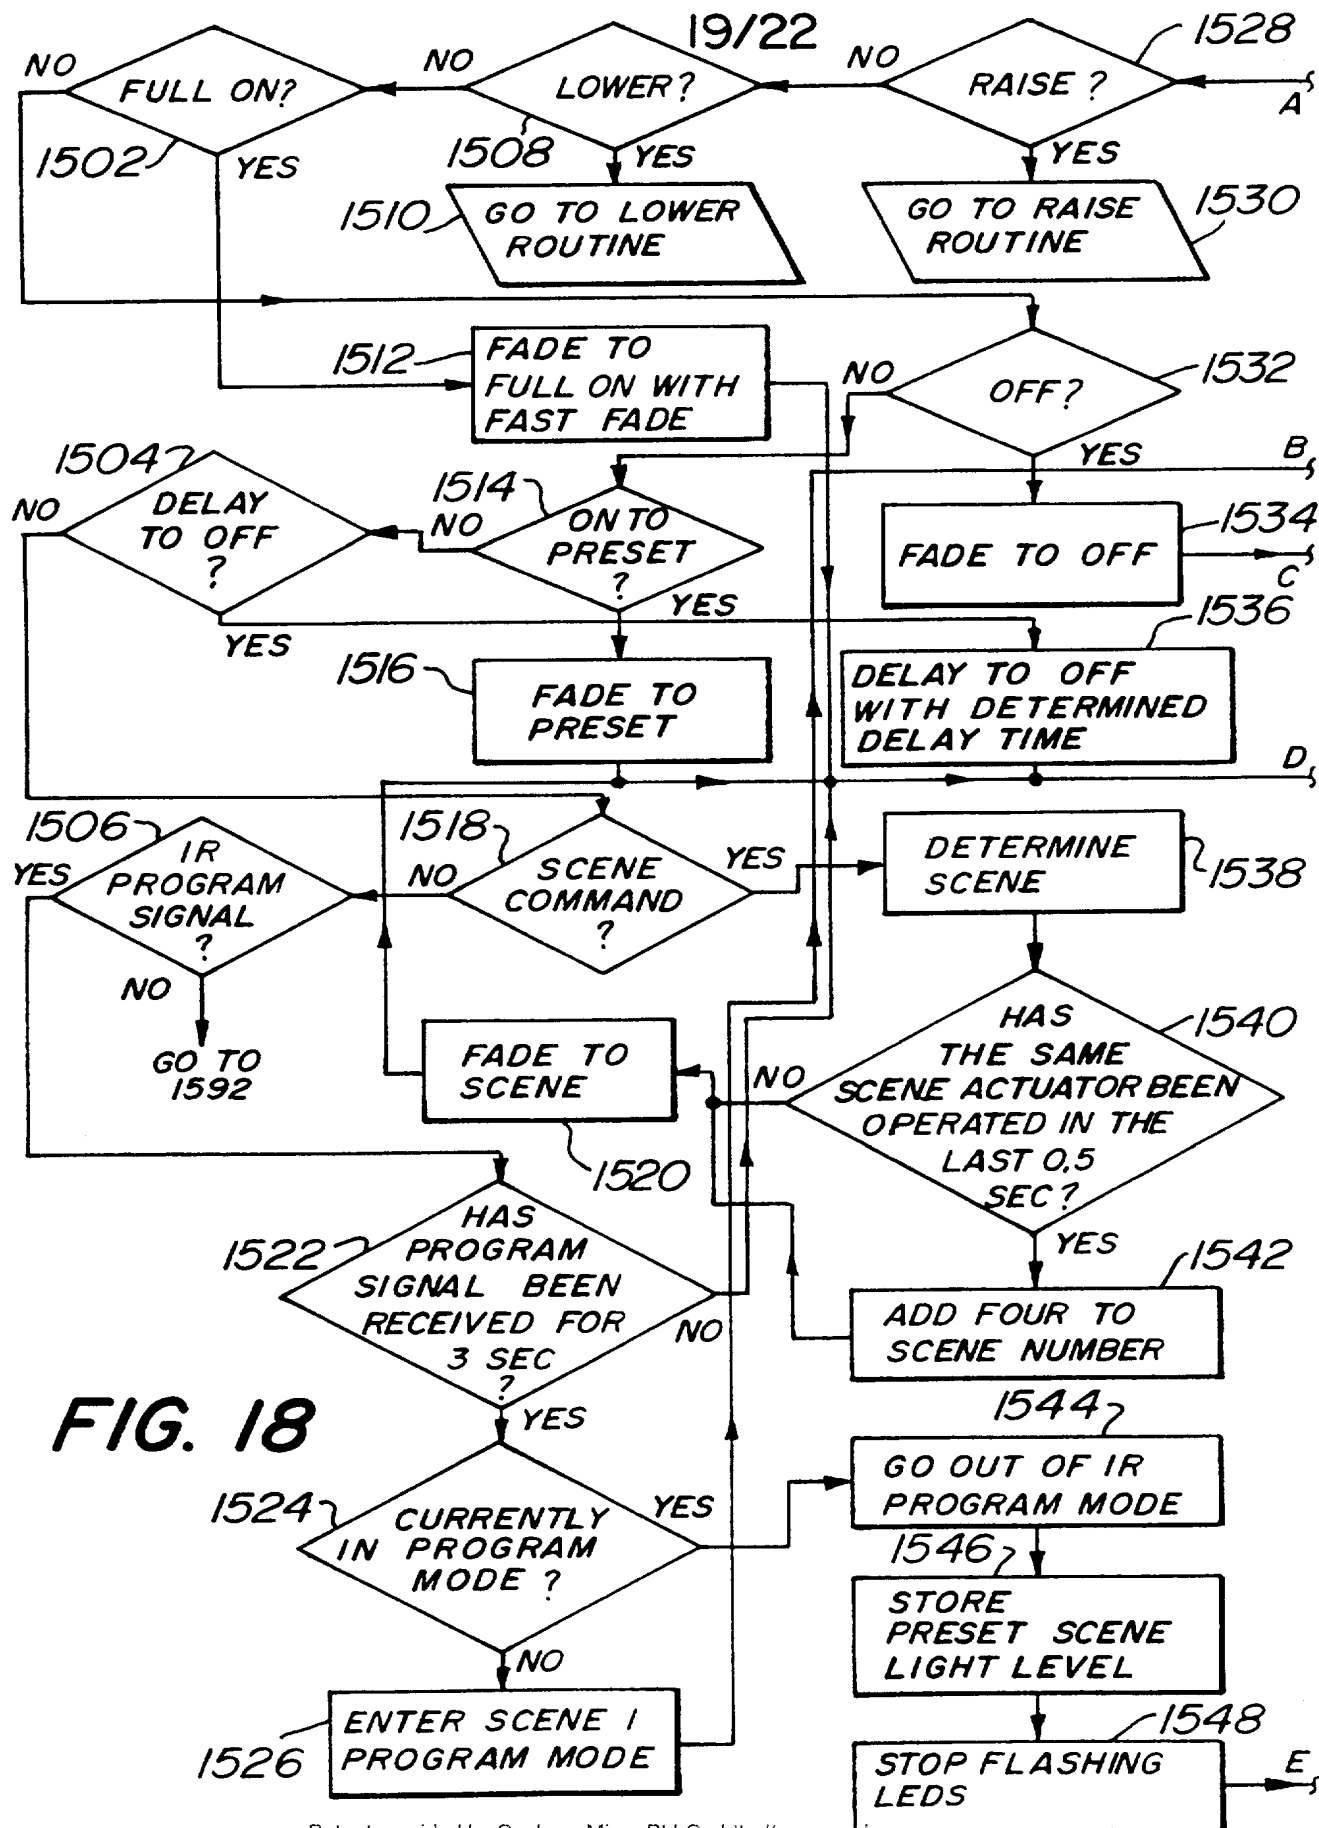 19/22
NO
FULL ON?
NO
LOWER?
NO
RAISE ?
1528
A
1502
YES
1508
YES
YES
1510
GO TO LOWER
ROUTINE
GO TO RAISE
ROUTINE
1530
1512
FADE TO
FULL ON WITH
FAST FADE
NO
OFF?
1532
YES
B
1504
NO
DELAY
TO OFF
?
1514
NO
ON TO
PRESET
?
YES
YES
FADE TO OFF
1534
C
1536
1516
FADE TO
PRESET
DELAY TO OFF
WITH DETERMINED
DELAY TIME
D
1506
YES
IR
PROGRAM
SIGNAL
?
NO
GO TO
1592
1518
NO
SCENE
COMMAND
?
YES
DETERMINE
SCENE
1538
FADE TO
SCENE
1520
NO
HAS
THE SAME
SCENE ACTUATOR BEEN
OPERATED IN THE
LAST 0.5
SEC?
1540
YES
1522
HAS
PROGRAM
SIGNAL BEEN
RECEIVED FOR
3 SEC
?
NO
YES
1542
ADD FOUR TO
SCENE NUMBER
FIG. 18
1544
GO OUT OF IR
PROGRAM MODE
1524
CURRENTLY
IN PROGRAM
MODE ?
YES
NO
1546
STORE
PRESET SCENE
LIGHT LEVEL
1526
ENTER SCENE 1
PROGRAM MODE
1548
STOP FLASHING
LEDS
E